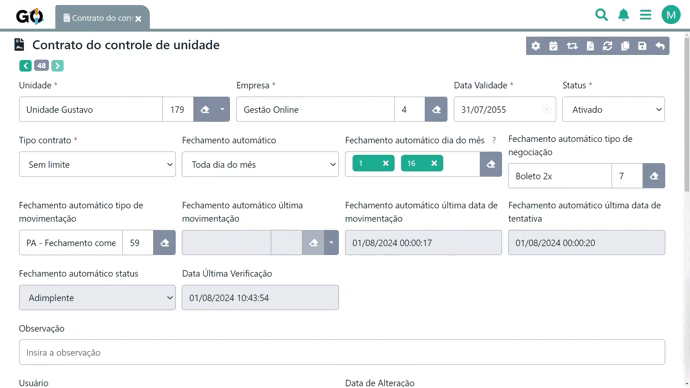 GO
Contrato do con
M
Contrato do controle de unidade
48
Unidade *
Empresa *
Data Validade *
Status *
Unidade Gustavo 179
Gestão Online 4
31/07/2055
Ativado
Tipo contrato *
Fechamento automático
Fechamento automático dia do mês ?
Fechamento automático tipo de
negociação
Sem limite
Toda dia do mês
1 x 16 x
Boleto 2x 7
Fechamento automático tipo de
movimentação
Fechamento automático última
movimentação
Fechamento automático última data de
movimentação
Fechamento automático última data de
tentativa
PA - Fechamento come 59
01/08/2024 00:00:17
01/08/2024 00:00:20
Fechamento automático status
Data Última Verificação
Adimplente
01/08/2024 10:43:54
Observação
Insira a observação
Usuário
Data de Alteração